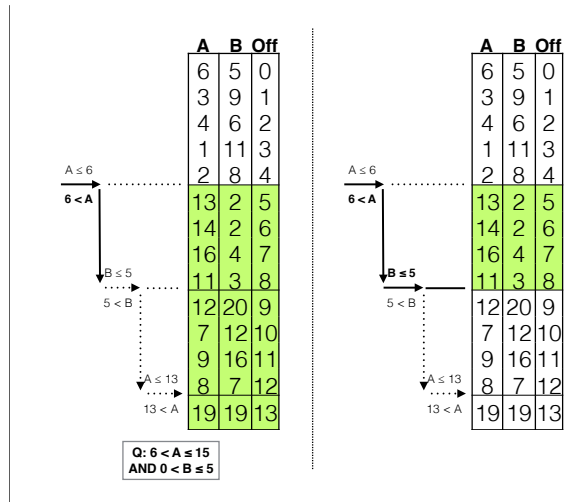 A B Off
6 5 0
3 9 1
4 6 2
1 11 3
2 8 4
13 2 5
14 2 6
16 4 7
11 3 8
12 20 9
7 12 10
9 16 11
8 7 12
19 19 13
A ≤ 6
6 < A
B ≤ 5
5 < B
A ≤ 13
13 < A
Q: 6 < A ≤ 15
AND 0 < B ≤ 5
A B Off
6 5 0
3 9 1
4 6 2
1 11 3
2 8 4
13 2 5
14 2 6
16 4 7
11 3 8
12 20 9
7 12 10
9 16 11
8 7 12
19 19 13
A ≤ 6
6 < A
B ≤ 5
5 < B
A ≤ 13
13 < A